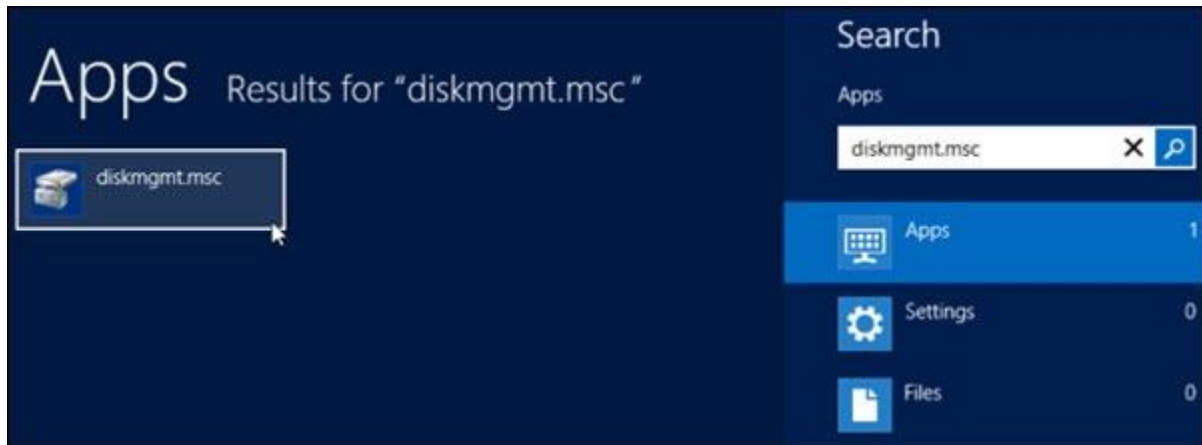 Apps Results for "diskmgmt.msc"
diskmgmt.msc
Search
Apps
diskmgmt.msc
Apps 1
Settings 0
Files 0